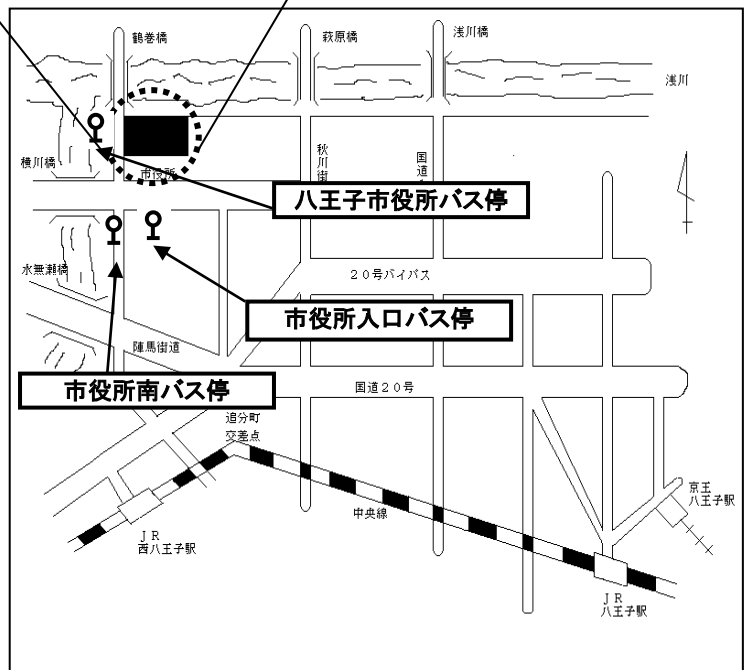 鶴巻橋
萩原橋
浅川橋
浅川
横川橋
市役所
秋川街
国道
八王子市役所バス停
水無瀬橋
20号バイパス
市役所入口バス停
陣馬街道
市役所南バス停
国道20号
追分町
交差点
中央線
京王
八王子駅
JR
西八王子駅
JR
八王子駅